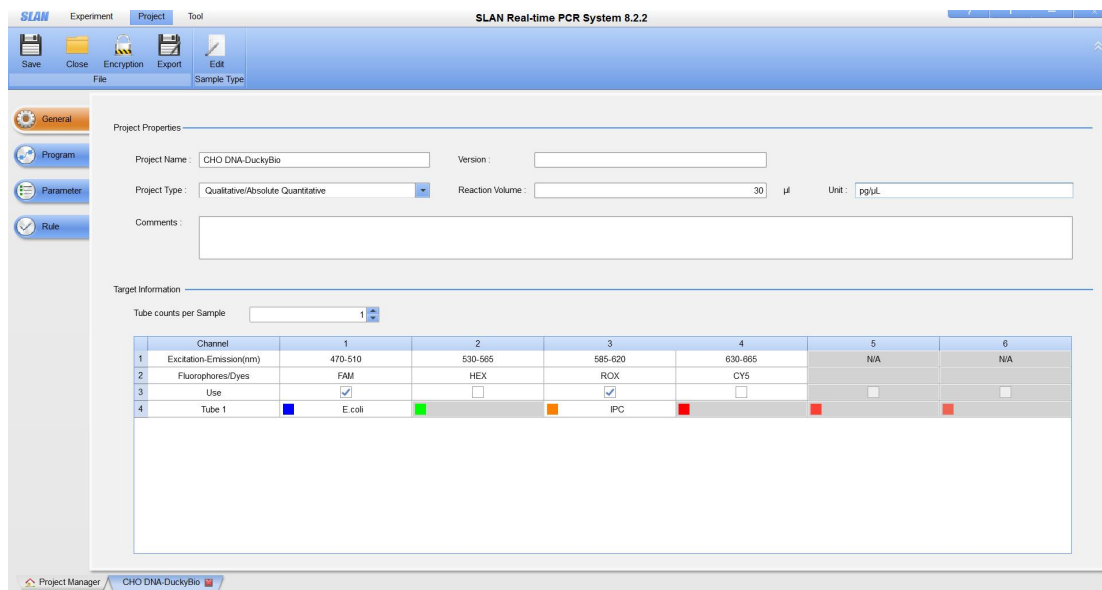 SLAN Experiment Project Tool SLAN Real-time PCR System 8.2.2
Save Close Encryption Export Edit
File Sample Type
General
Program
Parameter
Rule
Project Properties
Project Name : CHO DNA-DuckyBio Version :
Project Type : Qualitative/Absolute Quantitative Reaction Volume : 30 µl Unit : pg/µL
Comments :
Target Information
Tube counts per Sample 1
Channel 1 2 3 4 5 6
1 Excitation-Emission(nm) 470-510 530-565 585-620 630-665 N/A N/A
2 Fluorophores/Dyes FAM HEX ROX CY5
3 Use
4 Tube 1 E.coli IPC
Project Manager CHO DNA-DuckyBio